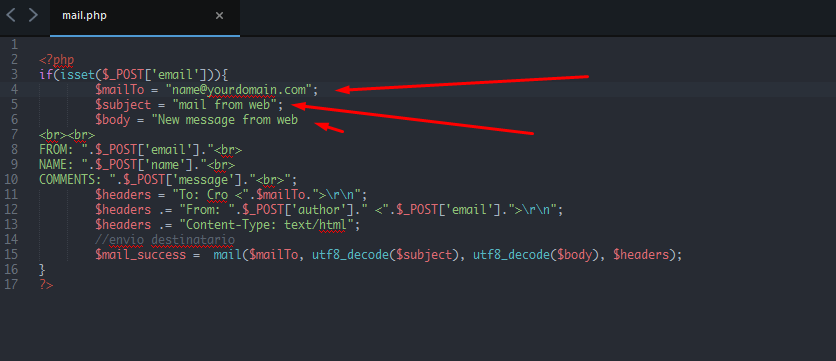 mail.php ×
1
2 <?php
3 if(isset($_POST['email'])){
4 $mailTo = "name@yourdomain.com";
5 $subject = "mail from web";
6 $body = "New message from web
7 <br><br>
8 FROM: ".$_POST['email']."<br>
9 NAME: ".$_POST['name']."<br>
10 COMMENTS: ".$_POST['message']."<br>";
11 $headers = "To: Cro <".$mailTo.">\r\n";
12 $headers .= "From: ".$_POST['author']." <".$_POST['email'].">\r\n";
13 $headers .= "Content-Type: text/html";
14 //envio destinatario
15 $mail_success =  mail($mailTo, utf8_decode($subject), utf8_decode($body), $headers);
16 }
17 ?>